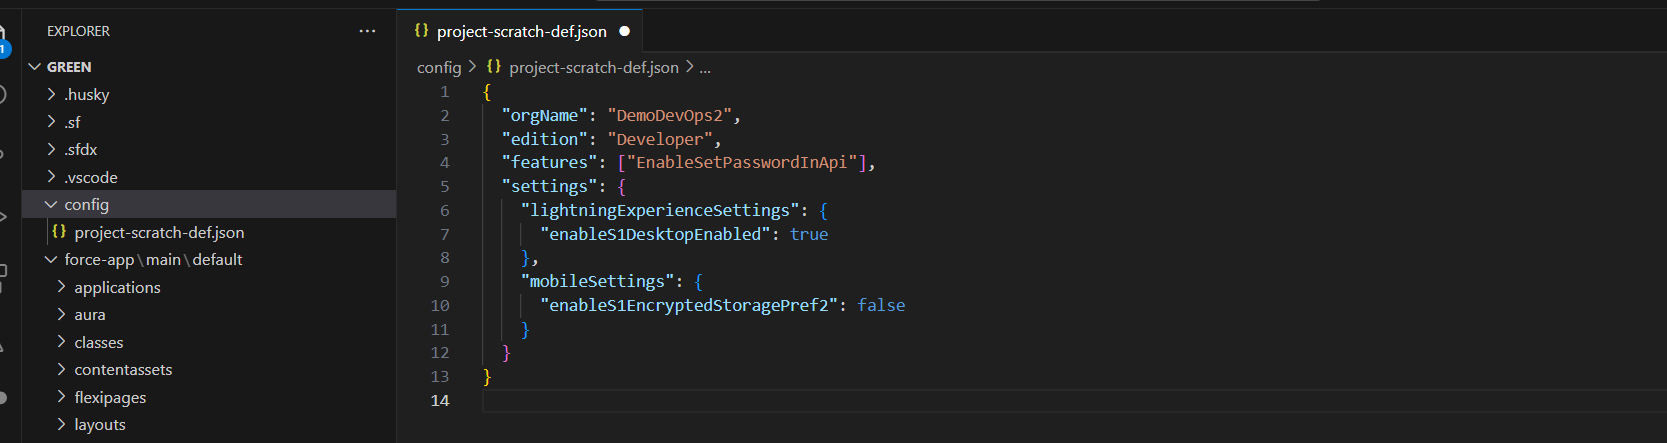 EXPLORER ...
GREEN
.husky
.sf
.sfdx
.vscode
config
project-scratch-def.json
force-app\main\default
applications
aura
classes
contentassets
flexipages
layouts
1
project-scratch-def.json
config > project-scratch-def.json > ...
1 {
2 "orgName": "DemoDevOps2",
3 "edition": "Developer",
4 "features": ["EnableSetPasswordInApi"],
5 "settings": {
6 "lightningExperienceSettings": {
7 "enableS1DesktopEnabled": true
8 },
9 "mobileSettings": {
10 "enableS1EncryptedStoragePref2": false
11 }
12 }
13 }
14